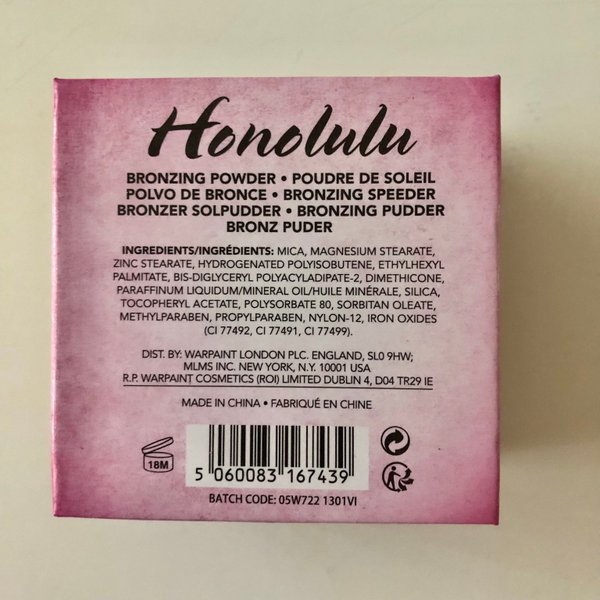 Honolulu
BRONZING POWDER • POUDRE DE SOLEIL
POLVO DE BRONCE • BRONZING SPEEDER
BRONZER SOLPUDDER • BRONZING PUDDER
BRONZ PUDER
INGREDIENTS/INGRÉDIENTS: MICA, MAGNESIUM STEARATE,
ZINC STEARATE, HYDROGENATED POLYISOBUTENE, ETHYLHEXYL
PALMITATE, BIS-DIGLYCERYL POLYACYLADIPATE-2, DIMETHICONE,
PARAFFINUM LIQUIDUM/MINERAL OIL/HUILE MINÉRALE, SILICA,
TOCOPHERYL ACETATE, POLYSORBATE 80, SORBITAN OLEATE,
METHYLPARABEN, PROPYLPARABEN, NYLON-12, IRON OXIDES
(CI 77492, CI 77491, CI 77499).
DIST. BY: WARPAINT LONDON PLC. ENGLAND, SL0 9HW;
MLMS INC. NEW YORK, N.Y. 10001 USA
R.P. WARPAINT COSMETICS (ROI) LIMITED DUBLIN 4, D04 TR29 IE
MADE IN CHINA • FABRIQUÉ EN CHINE
18M
5 060083 167439
BATCH CODE: 05W722 1301VI